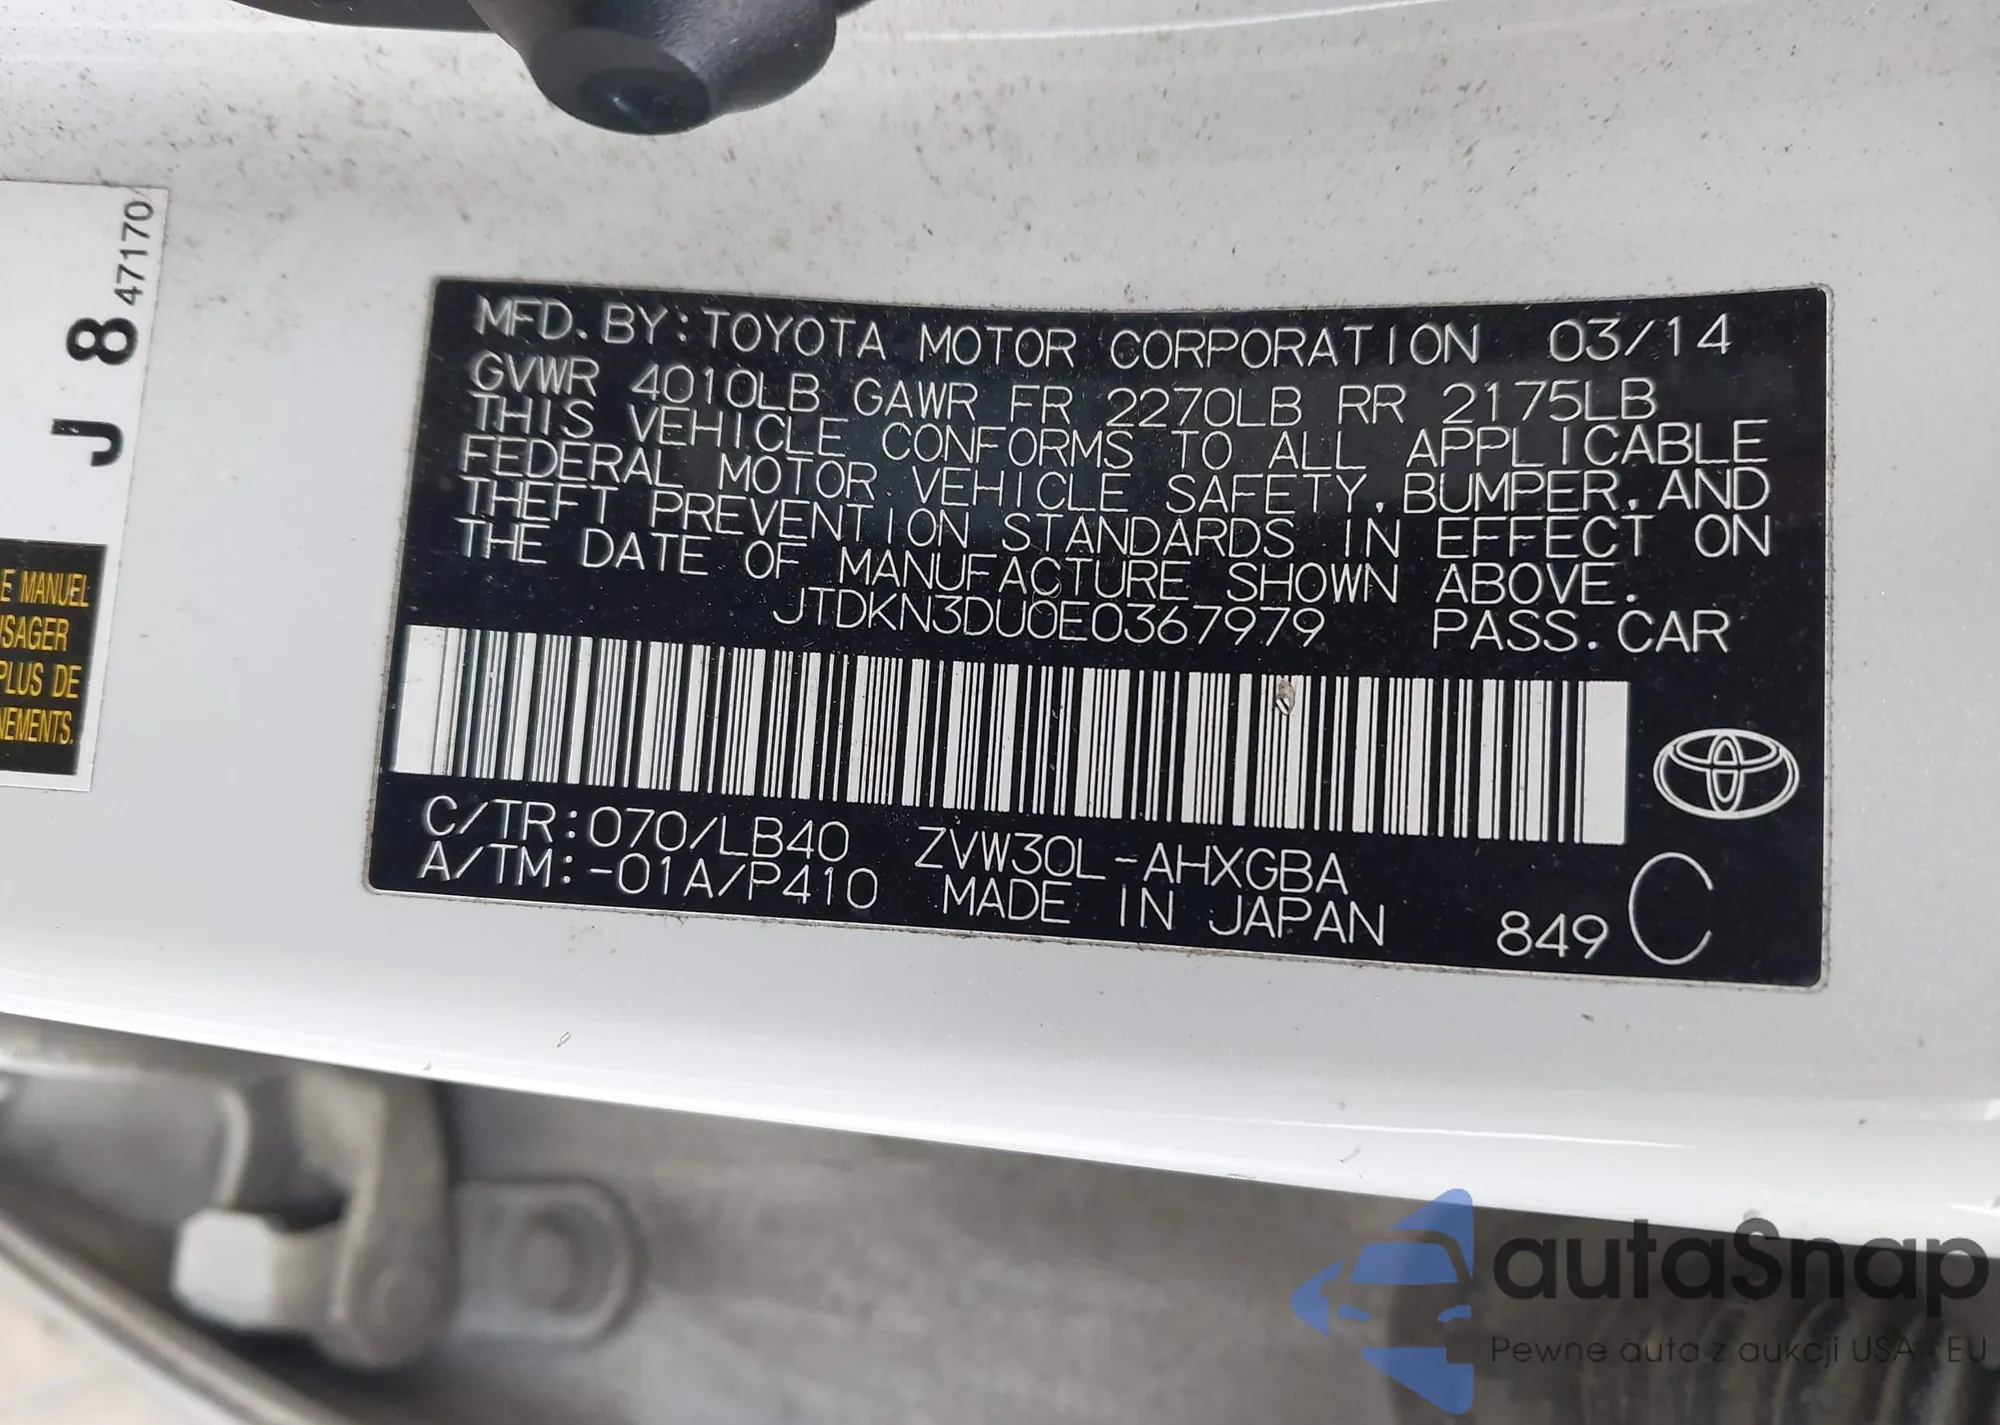 47170
J 8
E MANUEL
SAGER
PLUS DE
NEMENTS.
MFD. BY: TOYOTA MOTOR CORPORATION 03/14
GVWR 4010LB GAWR FR 2270LB RR 2175LB
THIS VEHICLE CONFORMS TO ALL APPLICABLE
FEDERAL MOTOR VEHICLE SAFETY, BUMPER, AND
THEFT PREVENTION STANDARDS IN EFFECT ON
THE DATE OF MANUFACTURE SHOWN ABOVE.
JTDKN3DU0E0367979 PASS. CAR
C/TR: 070/LB40 ZVW30L-AHXGBA
A/TM: -01A/P410 MADE IN JAPAN 849 C
autaSnap
Pewne auta z aukcji USA i EU